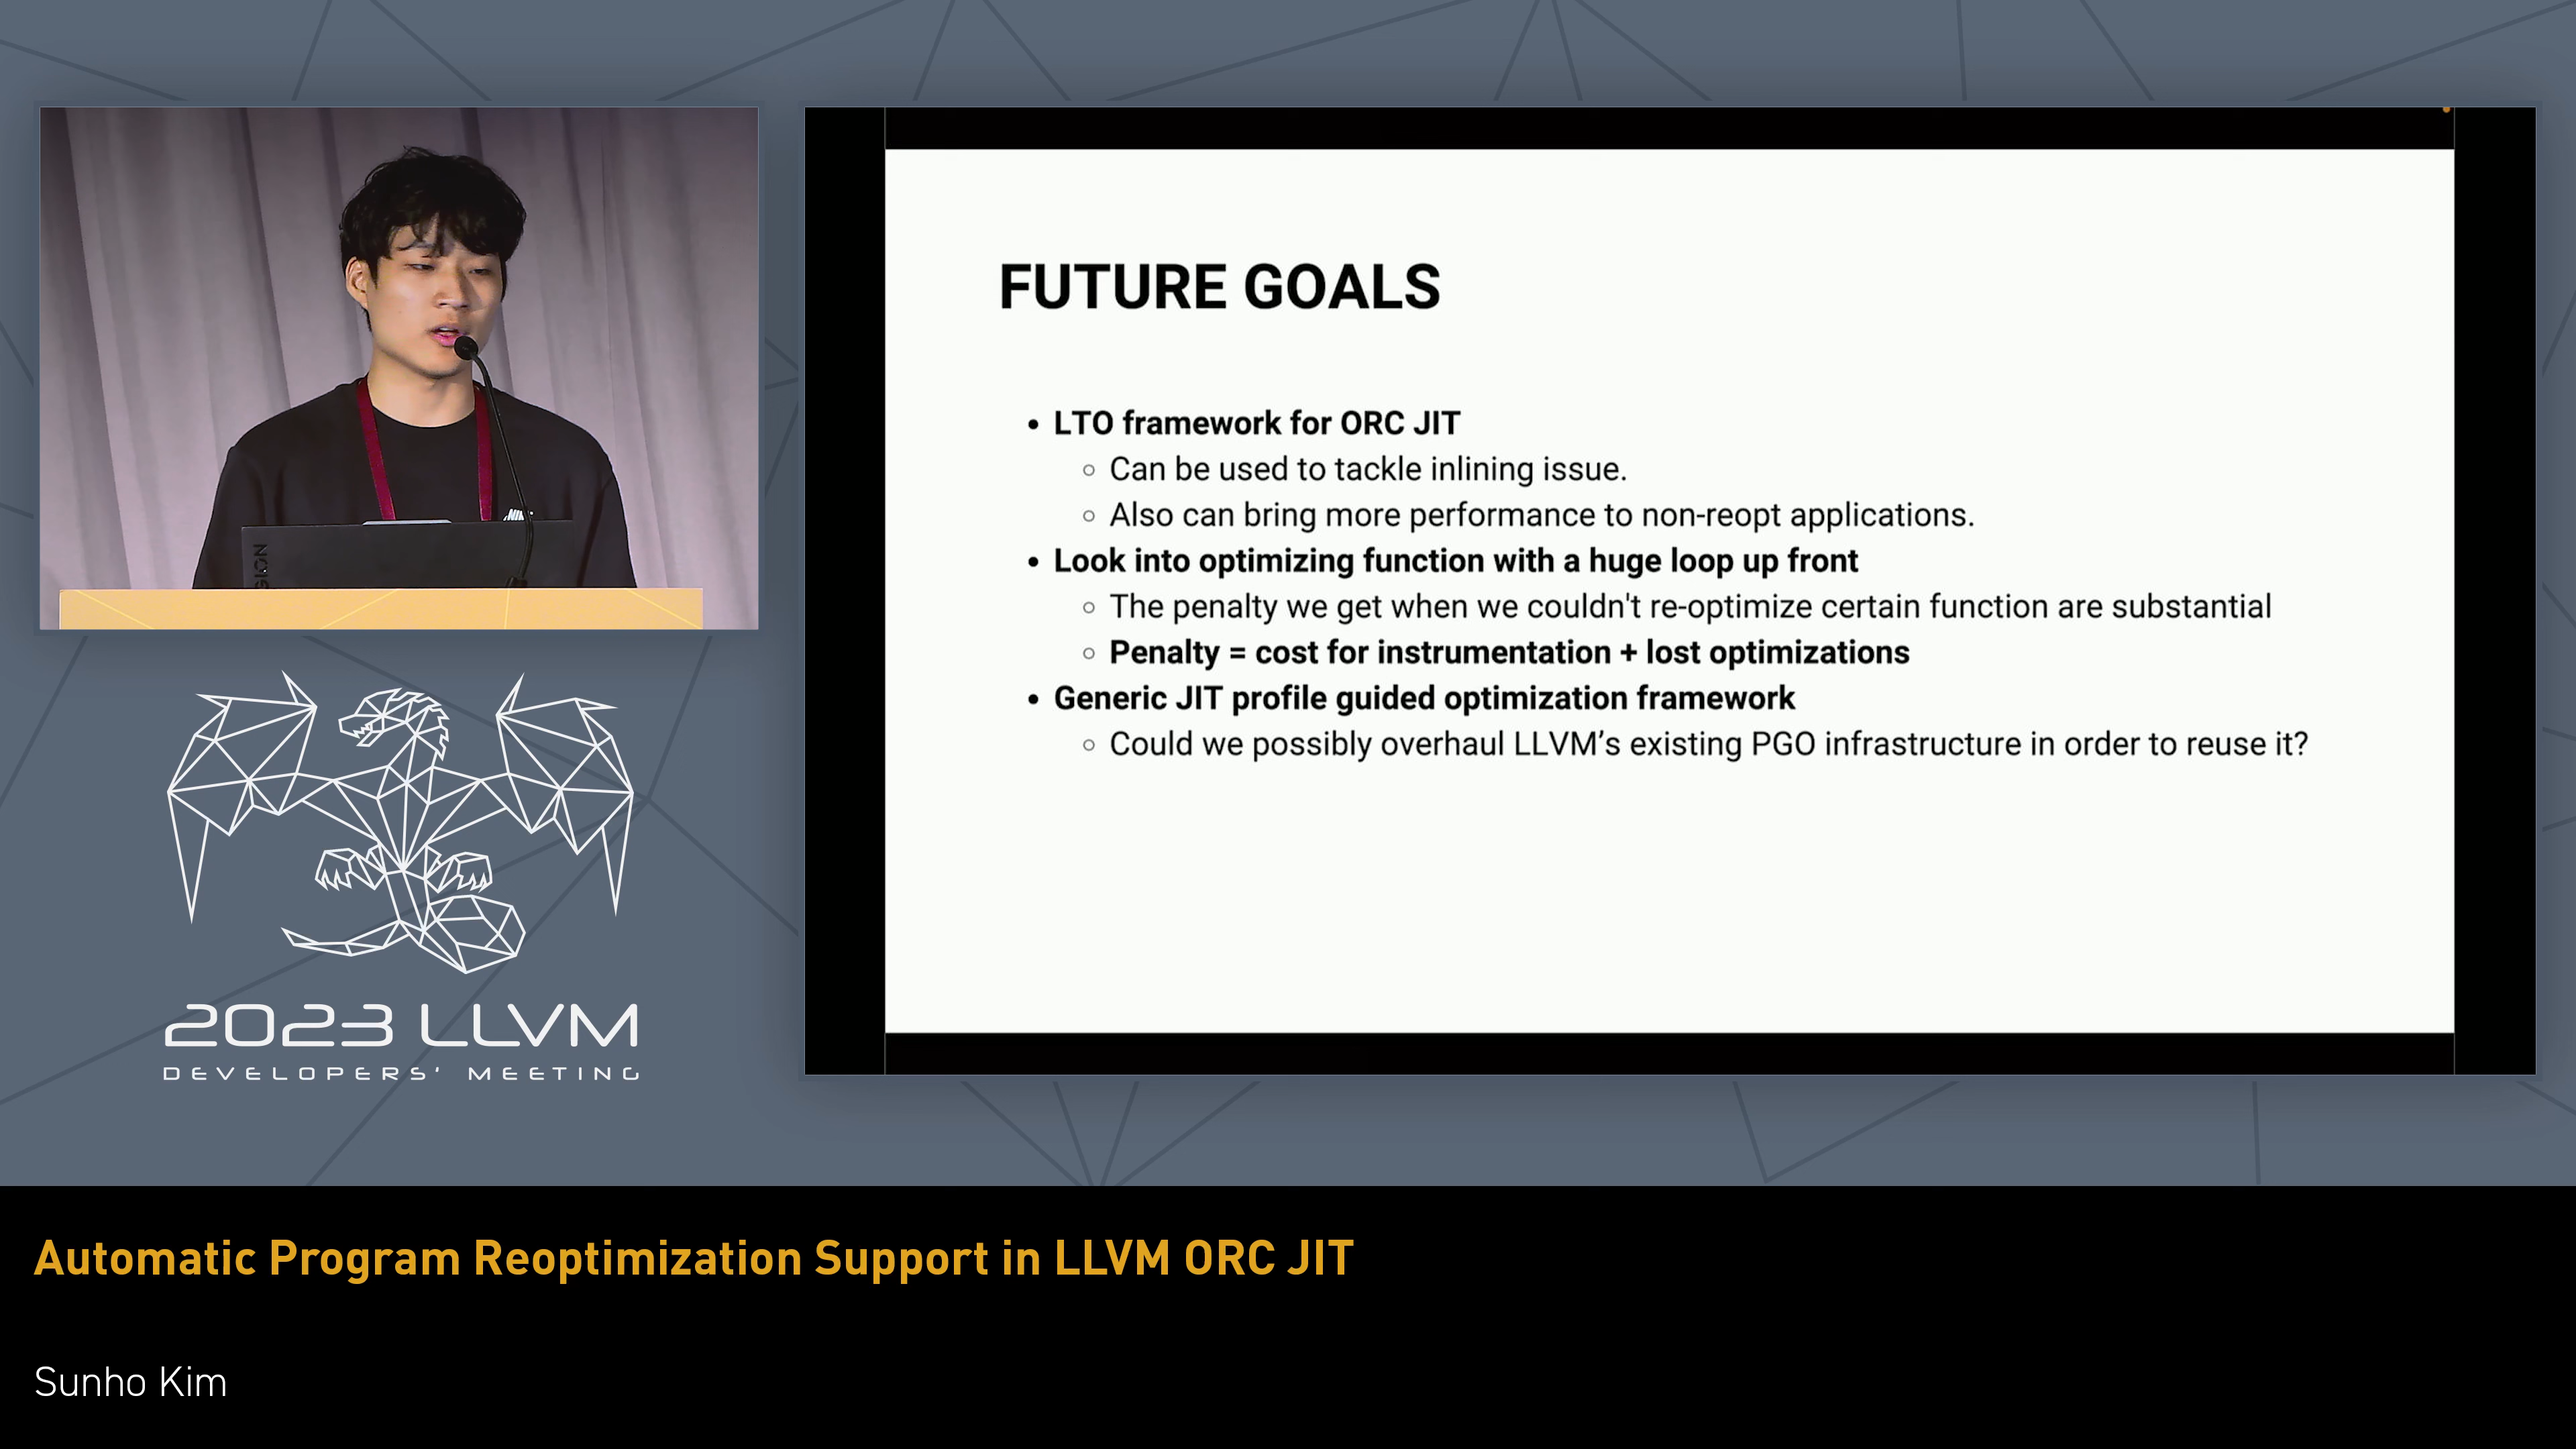 FUTURE GOALS
• LTO framework for ORC JIT
◦ Can be used to tackle inlining issue.
◦ Also can bring more performance to non-reopt applications.
• Look into optimizing function with a huge loop up front
◦ The penalty we get when we couldn't re-optimize certain function are substantial
◦ Penalty = cost for instrumentation + lost optimizations
• Generic JIT profile guided optimization framework
◦ Could we possibly overhaul LLVM’s existing PGO infrastructure in order to reuse it?
2023 LLVM
DEVELOPERS' MEETING
Automatic Program Reoptimization Support in LLVM ORC JIT
Sunho Kim